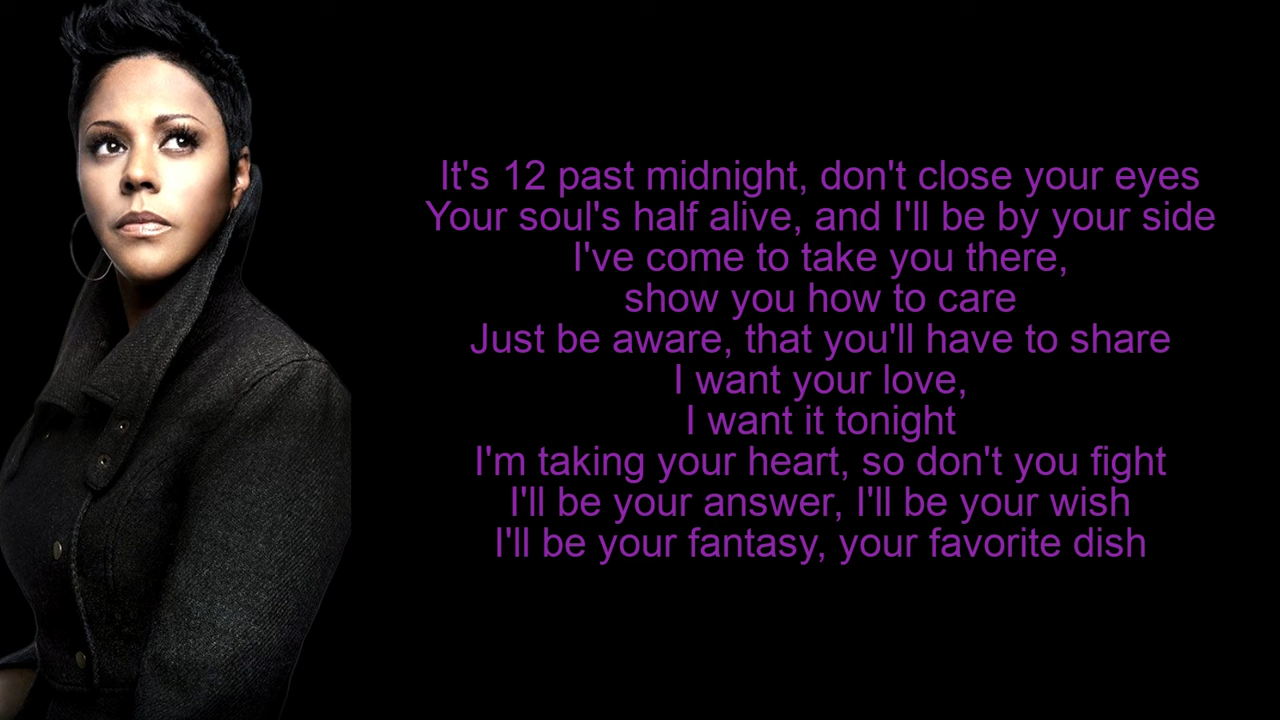 It's 12 past midnight, don't close your eyes
Your soul's half alive, and I'll be by your side
I've come to take you there,
show you how to care
Just be aware, that you'll have to share
I want your love,
I want it tonight
I'm taking your heart, so don't you fight
I'll be your answer, I'll be your wish
I'll be your fantasy, your favorite dish